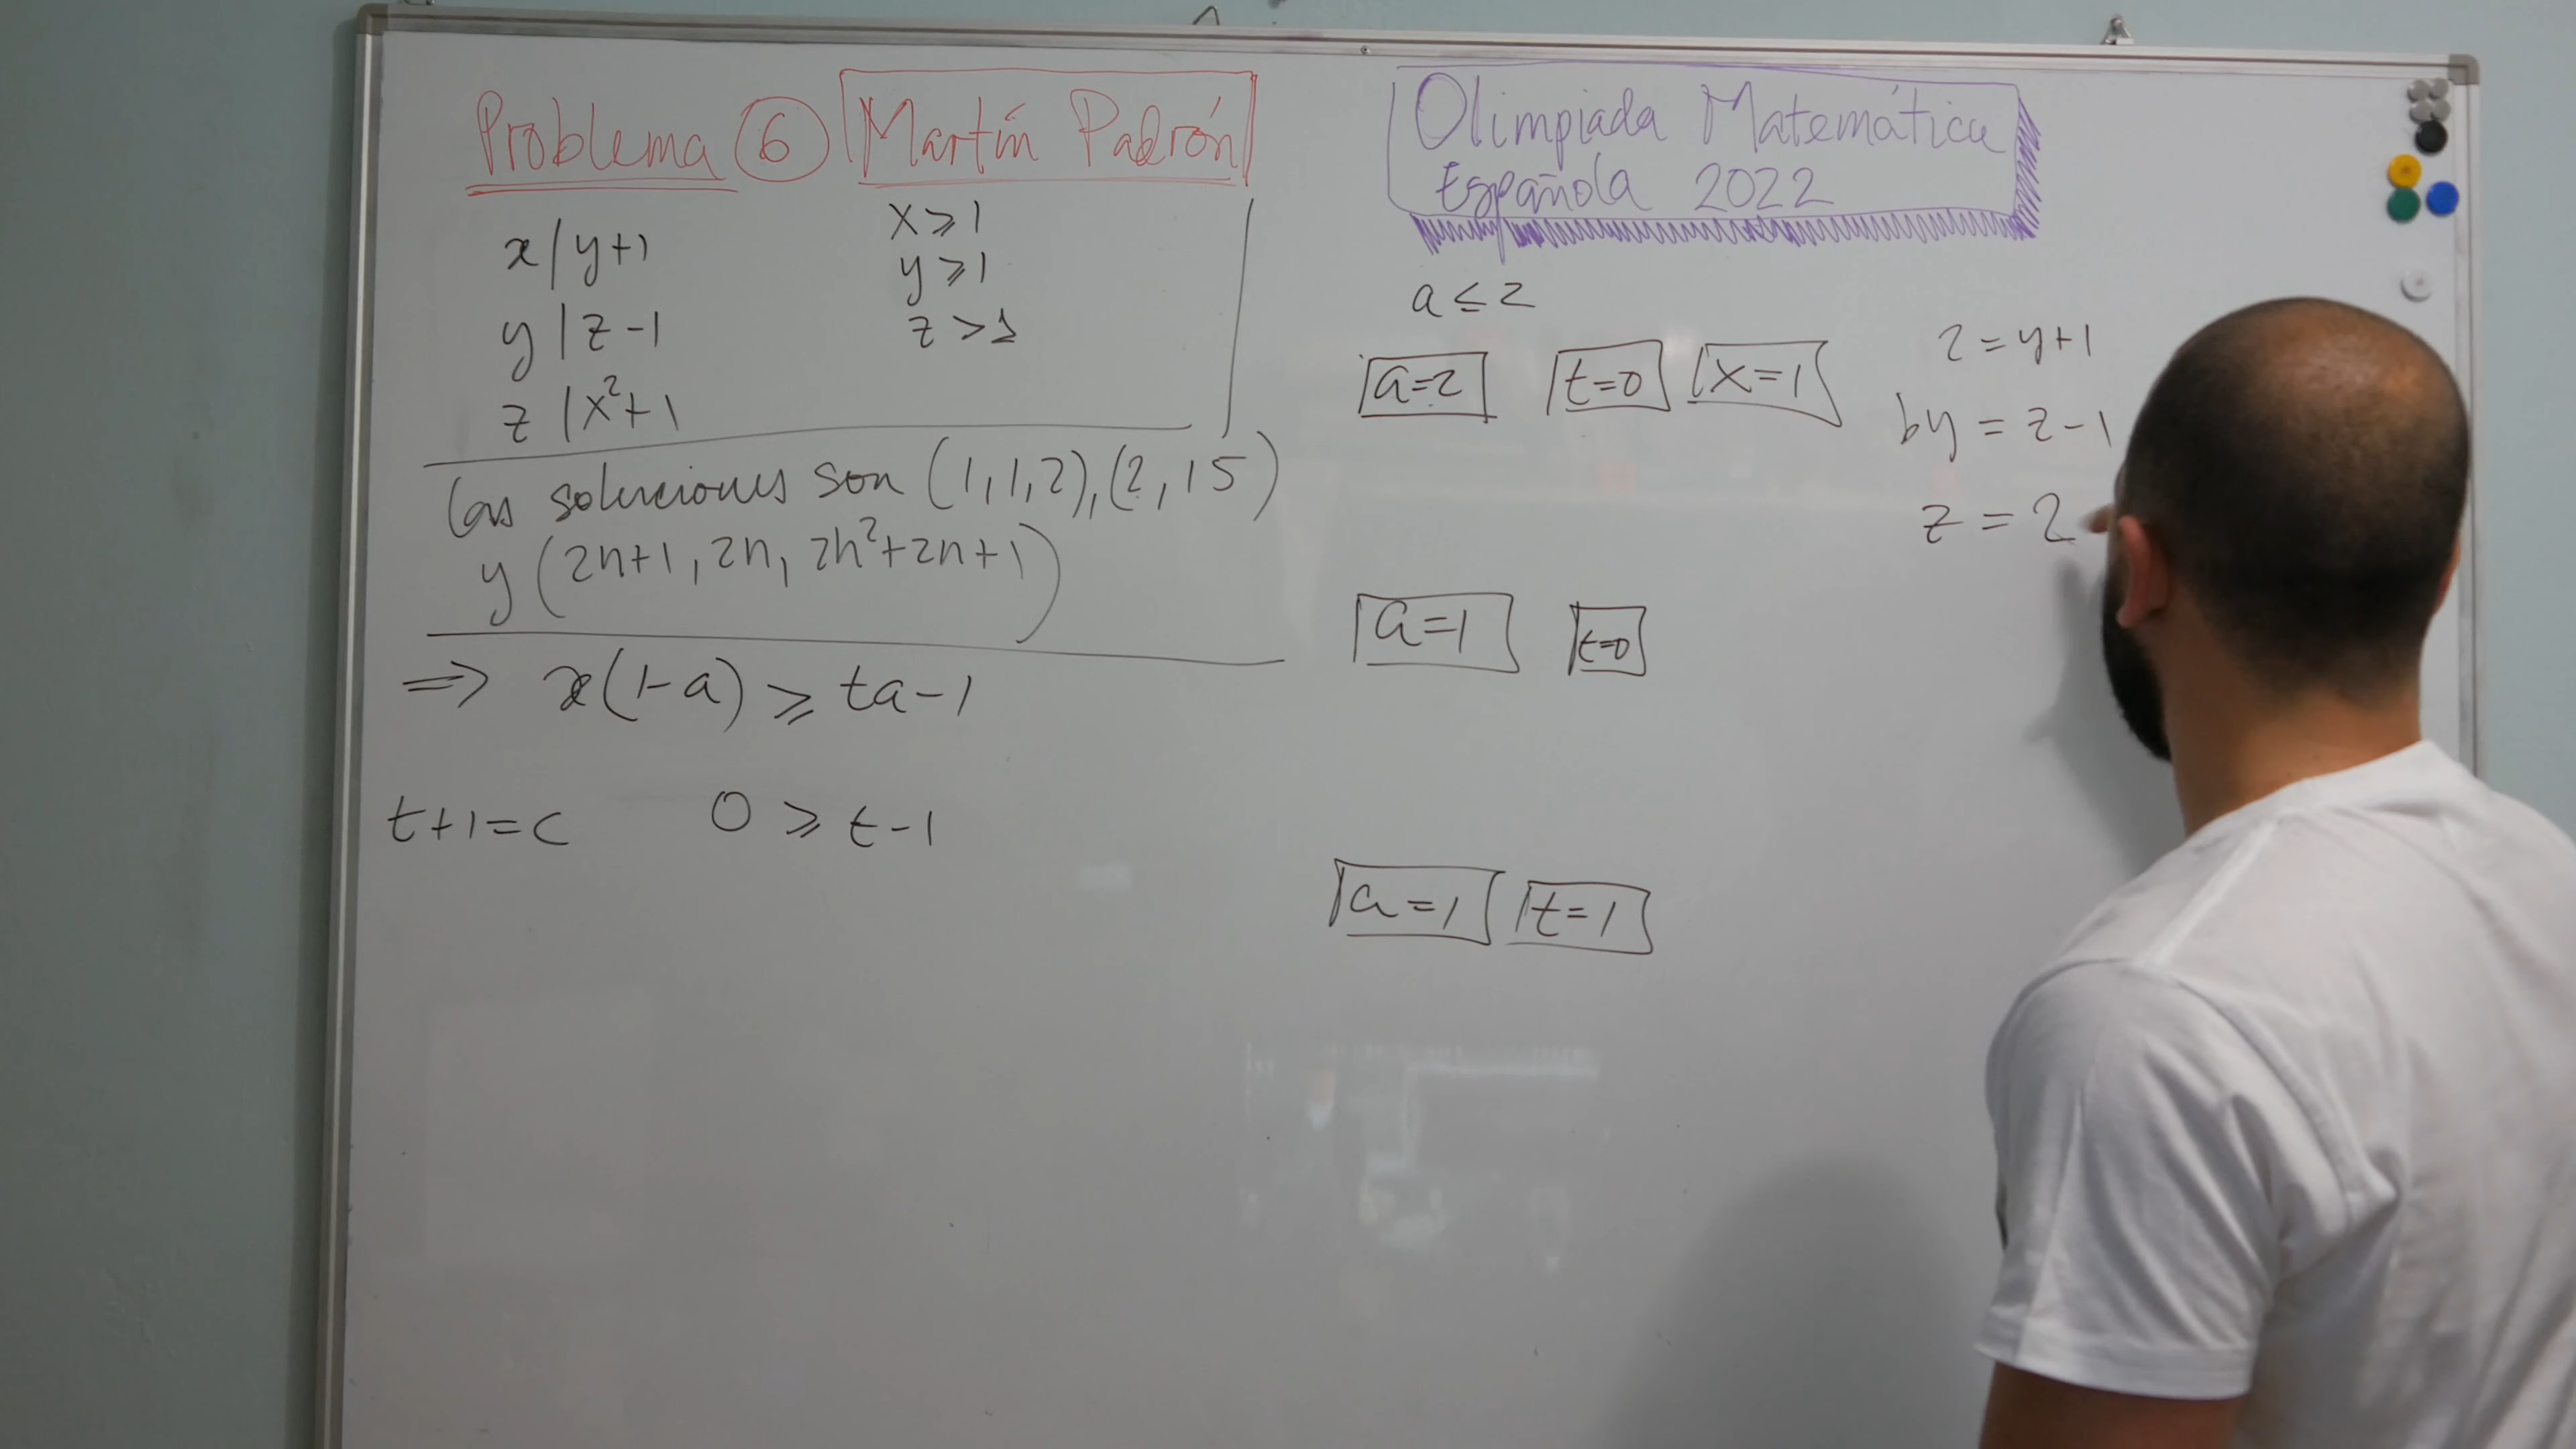 Problema 6 Martín Padrón
x | y+1
y | z-1
z | x²+1
x ⩾ 1
y ⩾ 1
z > 1
Las soluciones son (1,1,2), (2,15)
y (2n+1, 2n, 2n²+2n+1)
⇒ x(1-a) ⩾ ta-1
t+1=c 0 ⩾ t-1
Olimpiada Matemática
Española 2022
a ≤ 2
a=2 t=0 x=1
2 = y+1
by = z-1
z = 2
a=1 t=0
a=1 t=1